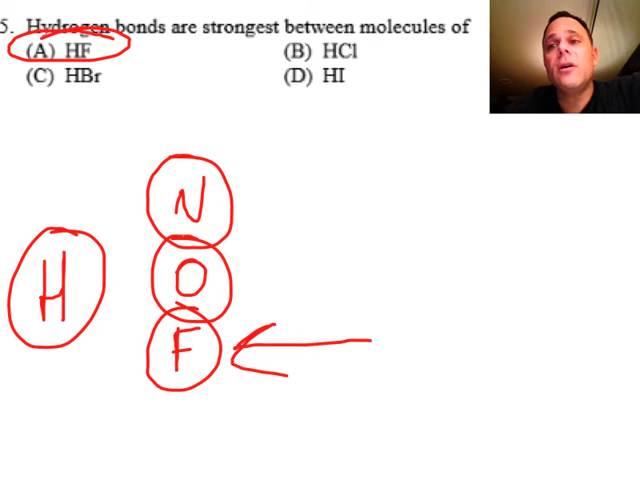 5. Hydrogen bonds are strongest between molecules of
(A) HF (B) HCl
(C) HBr (D) HI
N
H O
F